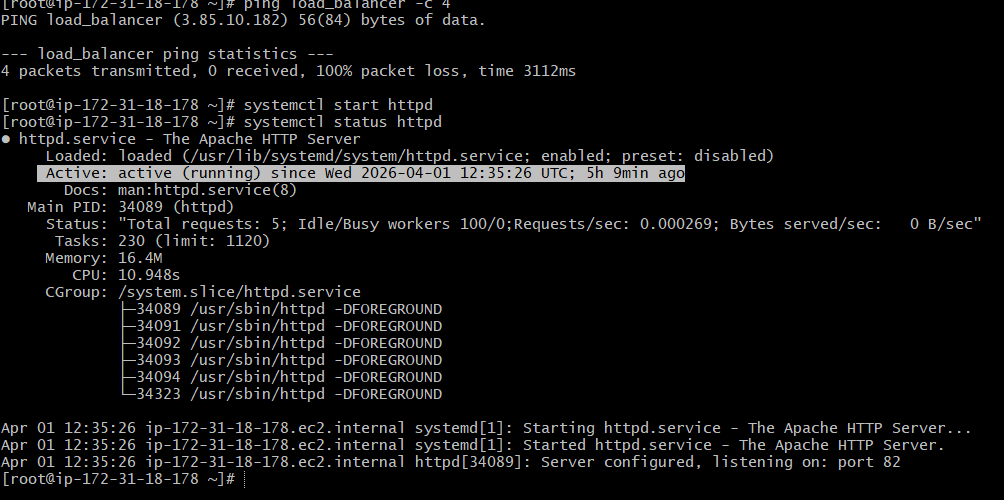 [root@ip-172-31-18-178 ~]# ping load_balancer -c 4
PING load_balancer (3.85.10.182) 56(84) bytes of data.
--- load_balancer ping statistics ---
4 packets transmitted, 0 received, 100% packet loss, time 3112ms
[root@ip-172-31-18-178 ~]# systemctl start httpd
[root@ip-172-31-18-178 ~]# systemctl status httpd
● httpd.service - The Apache HTTP Server
Loaded: loaded (/usr/lib/systemd/system/httpd.service; enabled; preset: disabled)
Active: active (running) since Wed 2026-04-01 12:35:26 UTC; 5h 9min ago
Docs: man:httpd.service(8)
Main PID: 34089 (httpd)
Status: "Total requests: 5; Idle/Busy workers 100/0;Requests/sec: 0.000269; Bytes served/sec:   0 B/sec"
Tasks: 230 (limit: 1120)
Memory: 16.4M
CPU: 10.948s
CGroup: /system.slice/httpd.service
├─34089 /usr/sbin/httpd -DFOREGROUND
├─34091 /usr/sbin/httpd -DFOREGROUND
├─34092 /usr/sbin/httpd -DFOREGROUND
├─34093 /usr/sbin/httpd -DFOREGROUND
├─34094 /usr/sbin/httpd -DFOREGROUND
└─34323 /usr/sbin/httpd -DFOREGROUND
Apr 01 12:35:26 ip-172-31-18-178.ec2.internal systemd[1]: Starting httpd.service - The Apache HTTP Server...
Apr 01 12:35:26 ip-172-31-18-178.ec2.internal systemd[1]: Started httpd.service - The Apache HTTP Server.
Apr 01 12:35:26 ip-172-31-18-178.ec2.internal httpd[34089]: Server configured, listening on: port 82
[root@ip-172-31-18-178 ~]#